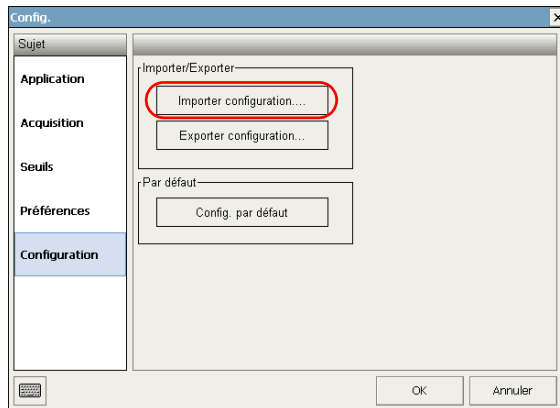 Config.
Sujet
Application
Acquisition
Seuils
Préférences
Configuration
Importer/Exporter
Importer configuration....
Exporter configuration...
Par défaut
Config. par défaut
OK
Annuler